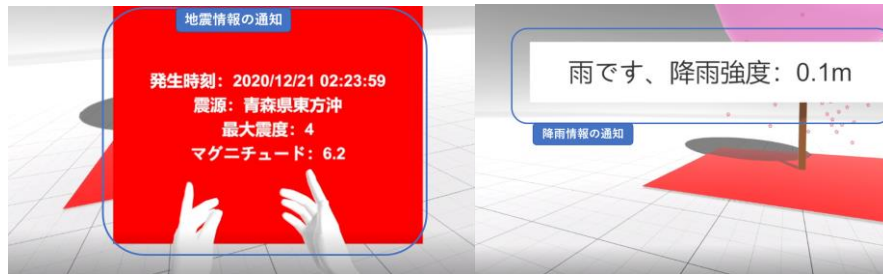 地震情報の通知
発生時刻：2020/12/21 02:23:59
震源：青森県東方沖
最大震度：4
マグニチュード：6.2
雨です、降雨強度：0.1m
降雨情報の通知